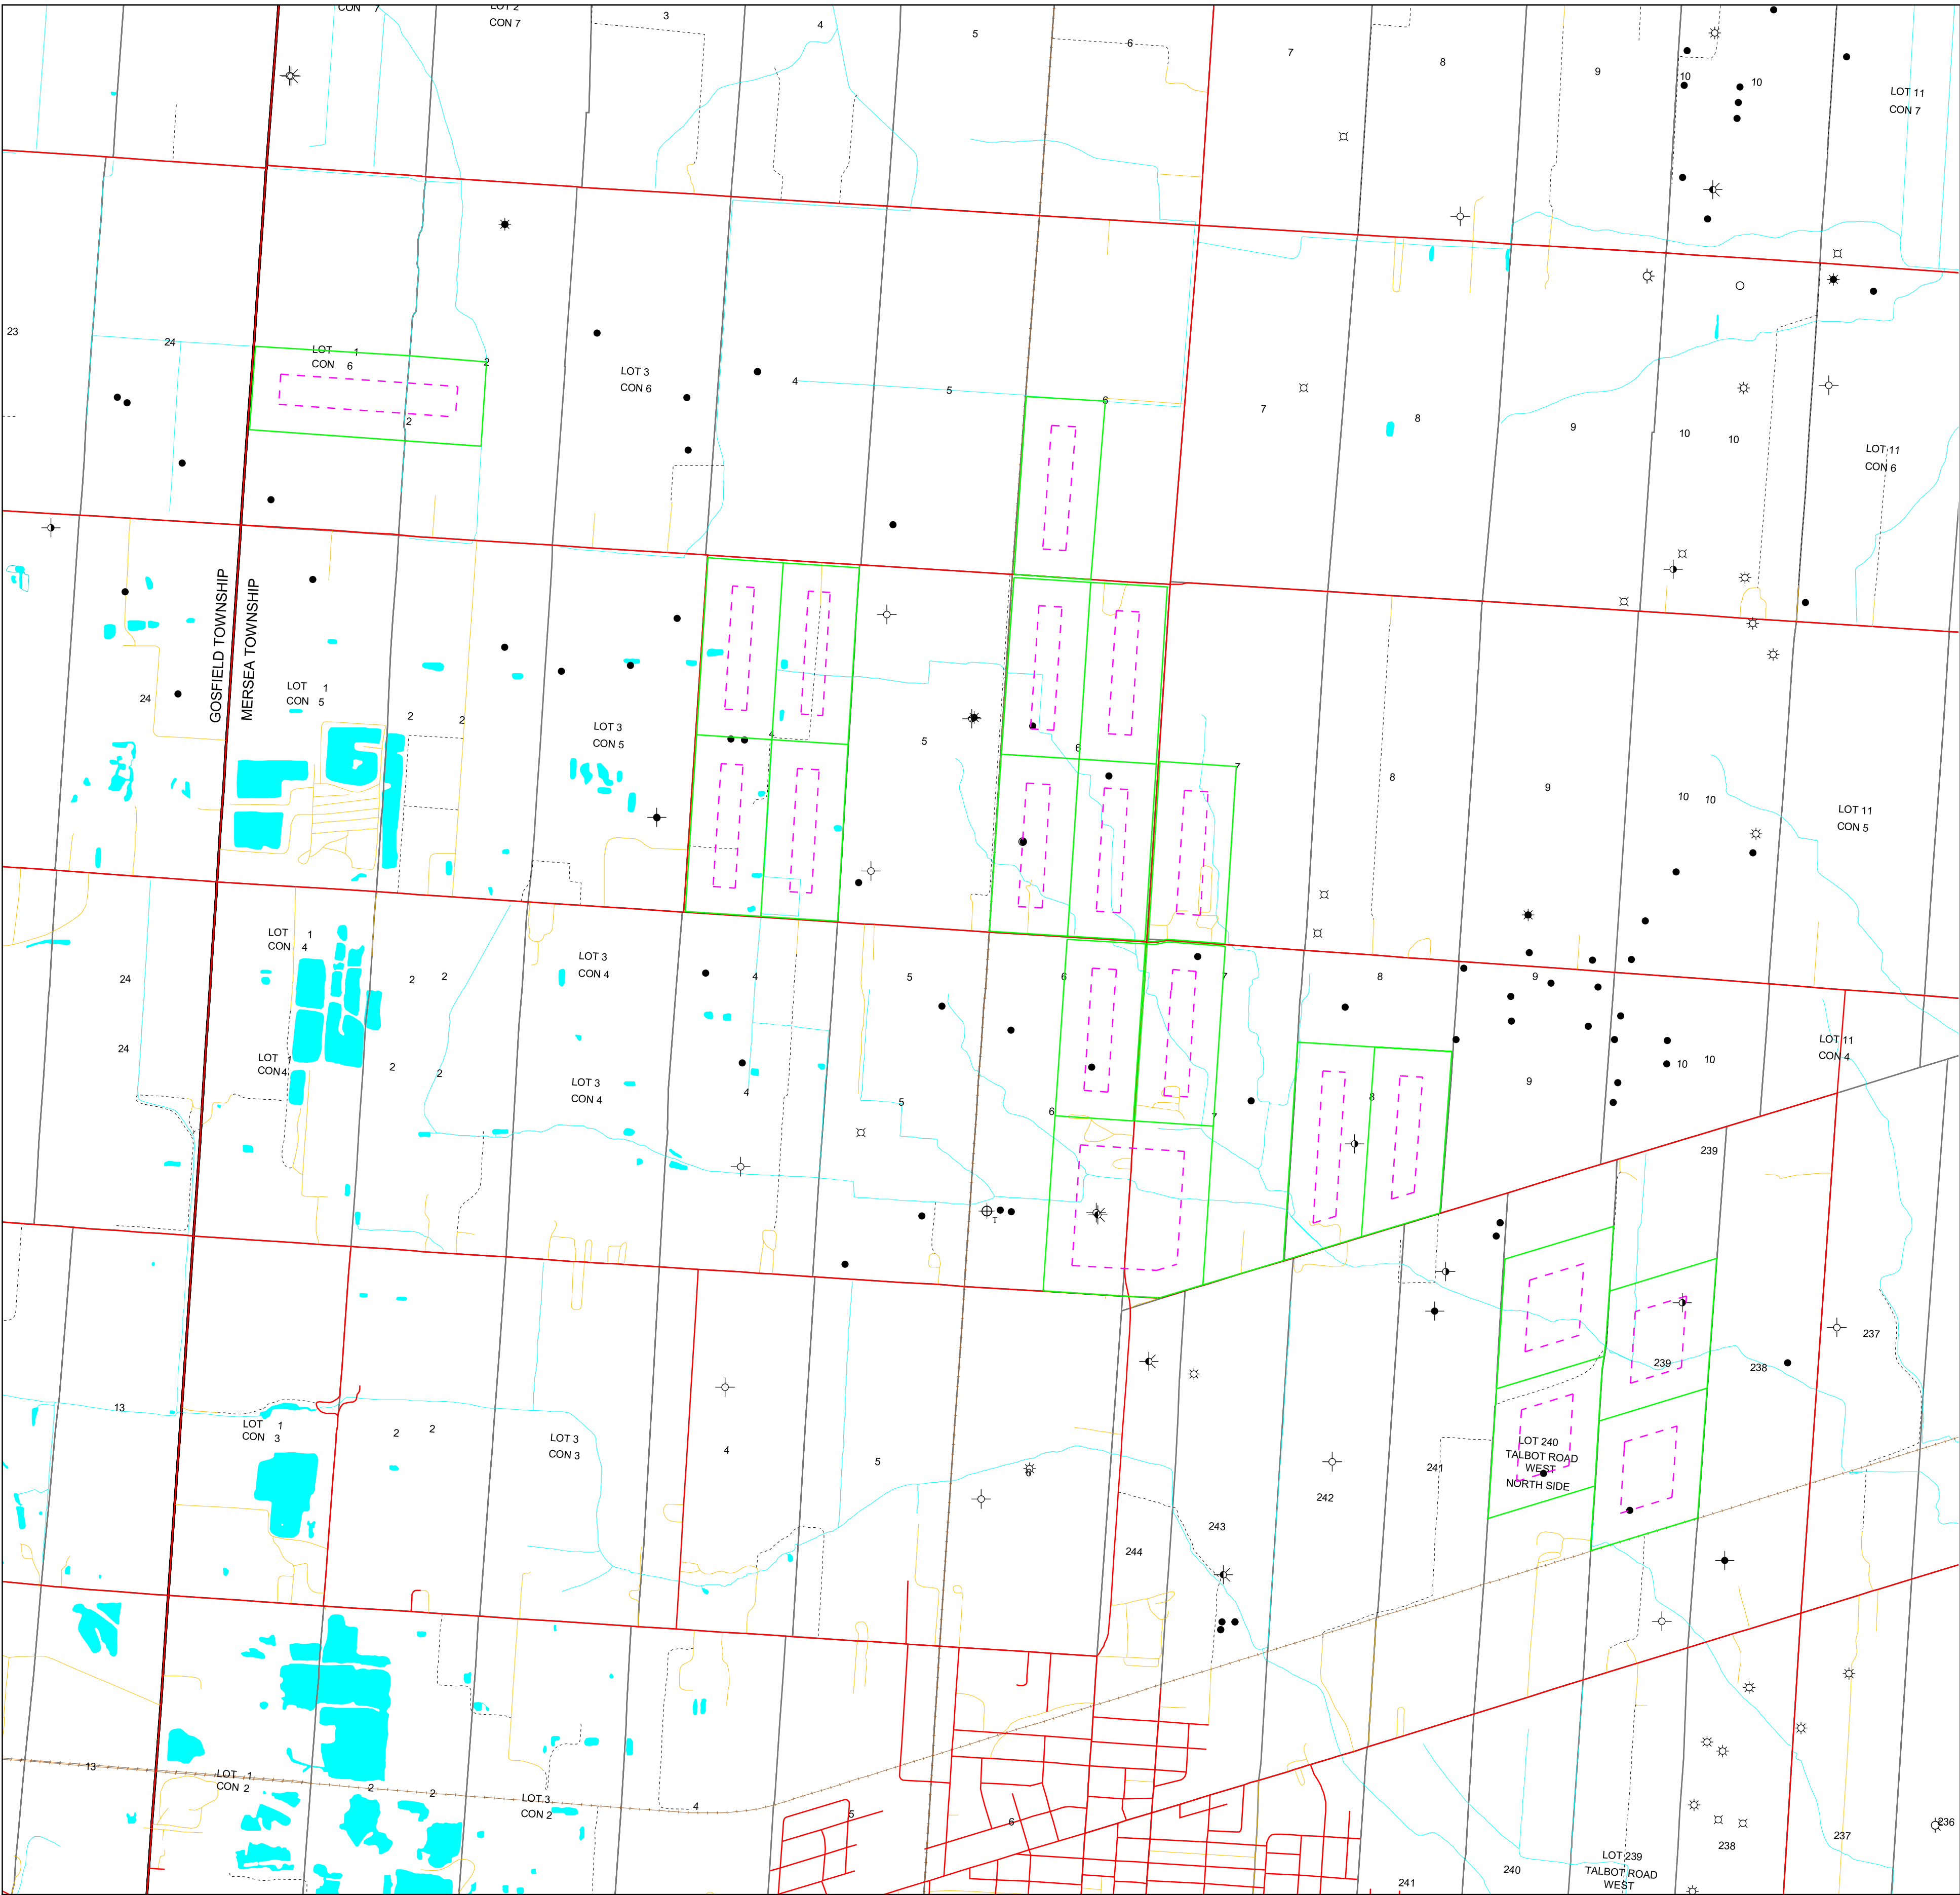 CON 7
LOT 2
CON 7
3
4
5
6
7
8
9
10
10
LOT 11
CON 7
23
24
LOT 1
CON 6
2
2
LOT 3
CON 6
4
5
6
7
8
9
10
10
LOT 11
CON 6
GOSFIELD TOWNSHIP
MERSEA TOWNSHIP
24
LOT 1
CON 5
2
2
LOT 3
CON 5
4
5
6
7
8
9
10
10
LOT 11
CON 5
24
LOT 1
CON 4
2
2
LOT 3
CON 4
4
5
6
7
8
9
24
LOT 1
CON 4
2
2
LOT 3
CON 4
4
5
6
7
8
9
10
10
LOT 11
CON 4
T
239
13
LOT 1
CON 3
2
2
LOT 3
CON 3
4
5
6
244
243
242
241
LOT 240
TALBOT ROAD
WEST
NORTH SIDE
239
238
237
13
LOT 1
CON 2
2
2
LOT 3
CON 2
4
5
6
241
240
LOT 239
TALBOT ROAD
WEST
238
237
236